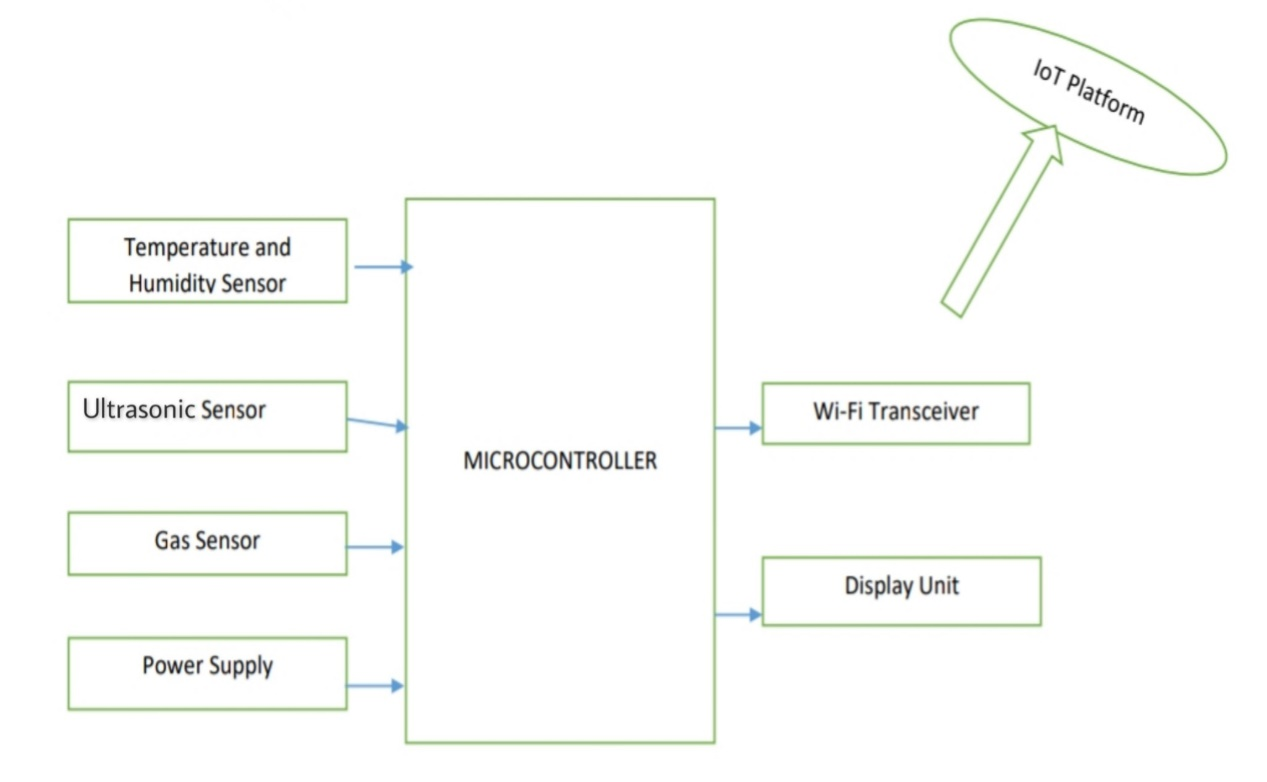 IoT Platform
Temperature and
Humidity Sensor
Ultrasonic Sensor
Gas Sensor
Power Supply
MICROCONTROLLER
Wi-Fi Transceiver
Display Unit